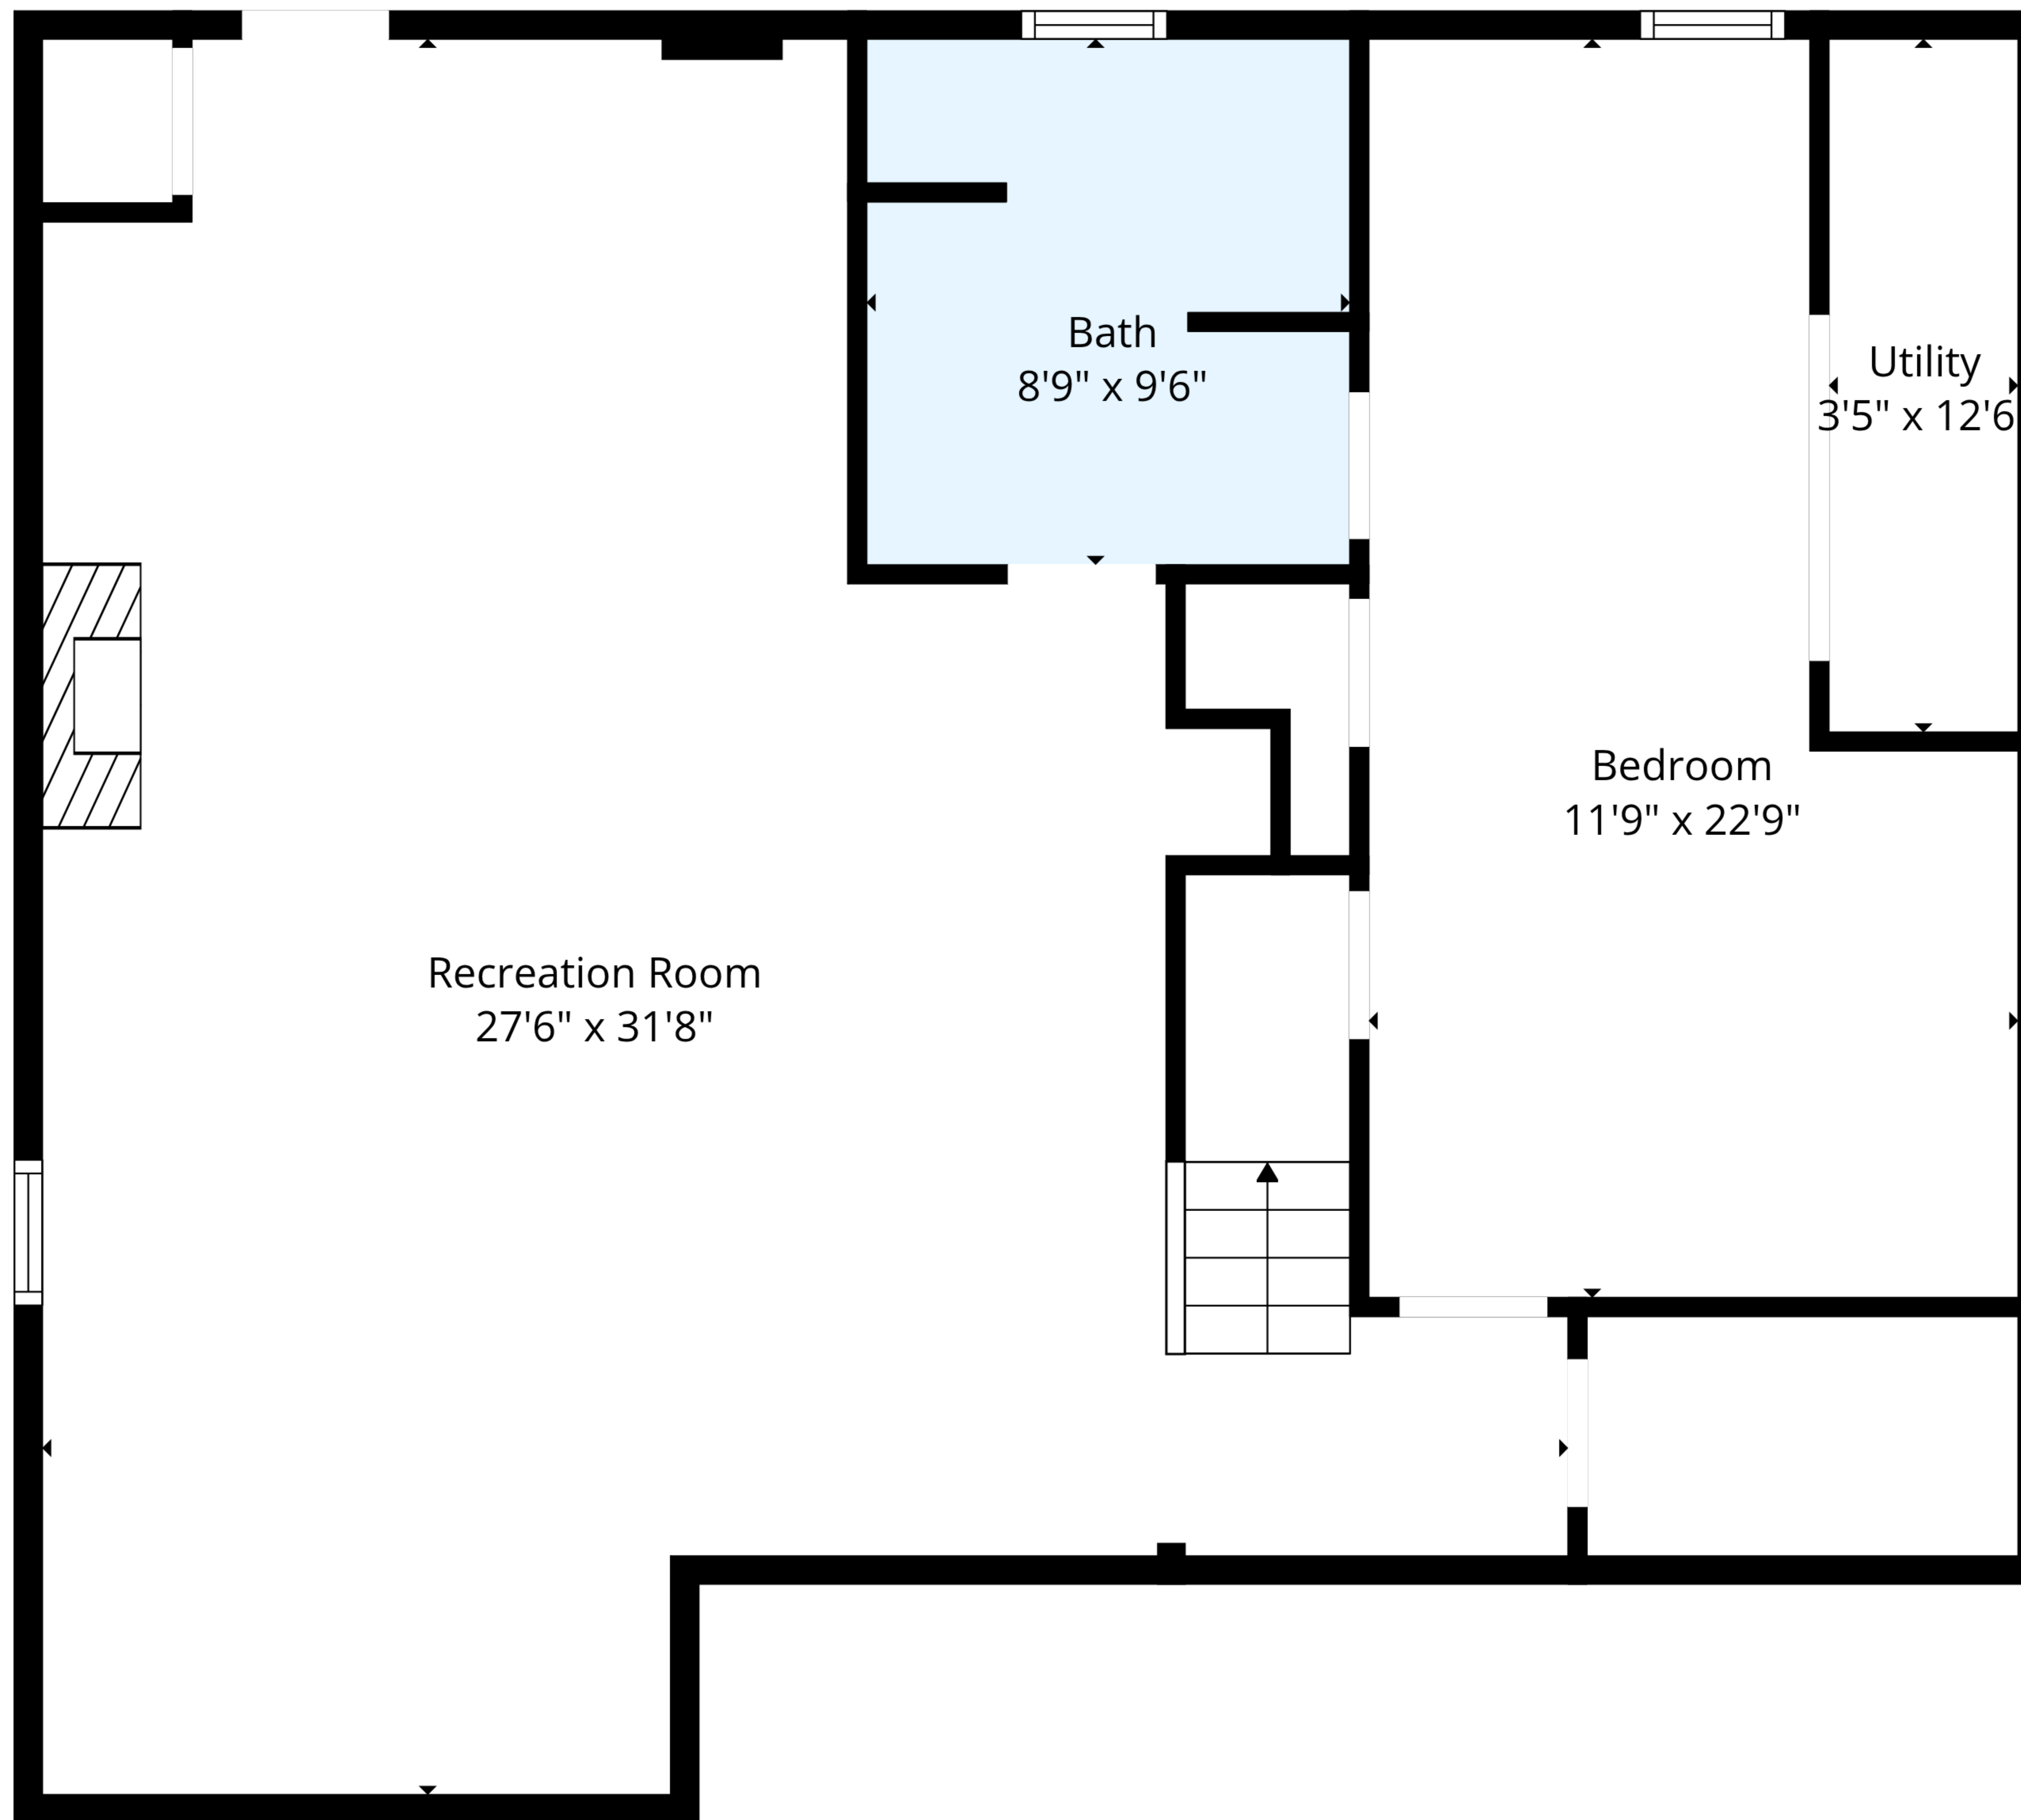 Bath
8'9" x 9'6"
Utility
3'5" x 12'6
Bedroom
11'9" x 22'9"
Recreation Room
27'6" x 31'8"